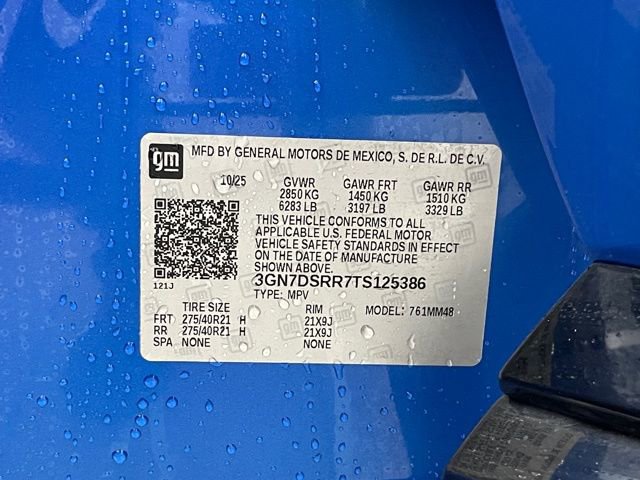 gm MFD BY GENERAL MOTORS DE MEXICO, S. DE R.L. DE C.V.
10/25 GVWR GAWR FRT GAWR RR
2850 KG 1450 KG 1510 KG
6283 LB 3197 LB 3329 LB
THIS VEHICLE CONFORMS TO ALL
APPLICABLE U.S. FEDERAL MOTOR
VEHICLE SAFETY STANDARDS IN EFFECT
ON THE DATE OF MANUFACTURE
SHOWN ABOVE.
121J 3GN7DSRR7TS125386
TYPE: MPV
TIRE SIZE RIM MODEL: 761MM48
FRT 275/40R21 H 21X9J
RR 275/40R21 H 21X9J
SPA NONE NONE